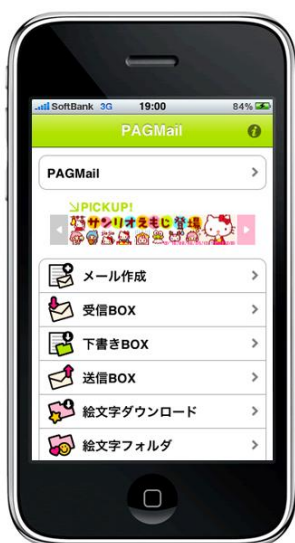 SoftBank 3G 19:00 84%
PAGMail
PAGMail
PICKUP!
サンリオえもじ登場
メール作成
受信BOX
下書きBOX
送信BOX
絵文字ダウンロード
絵文字フォルダ